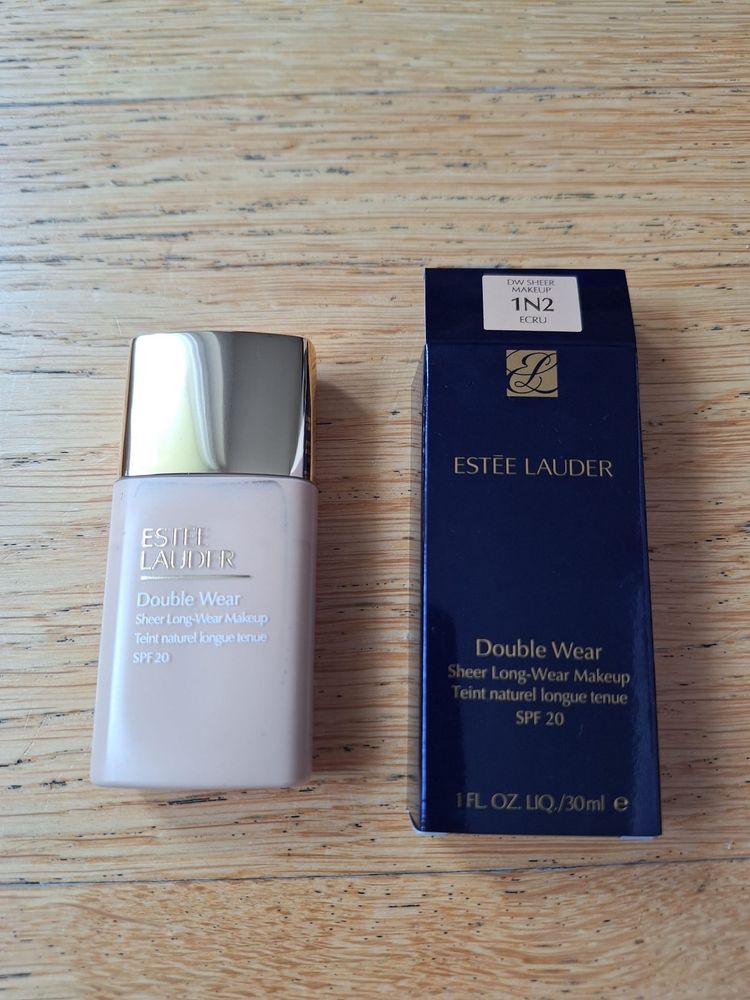 ESTĒE
LAUDER
Double Wear
Sheer Long-Wear Makeup
Teint naturel longue tenue
SPF 20
DW SHEER
MAKEUP
1N2
ECRU
ESTĒE LAUDER
Double Wear
Sheer Long-Wear Makeup
Teint naturel longue tenue
SPF 20
1 FL. OZ. LIQ./30ml ℮